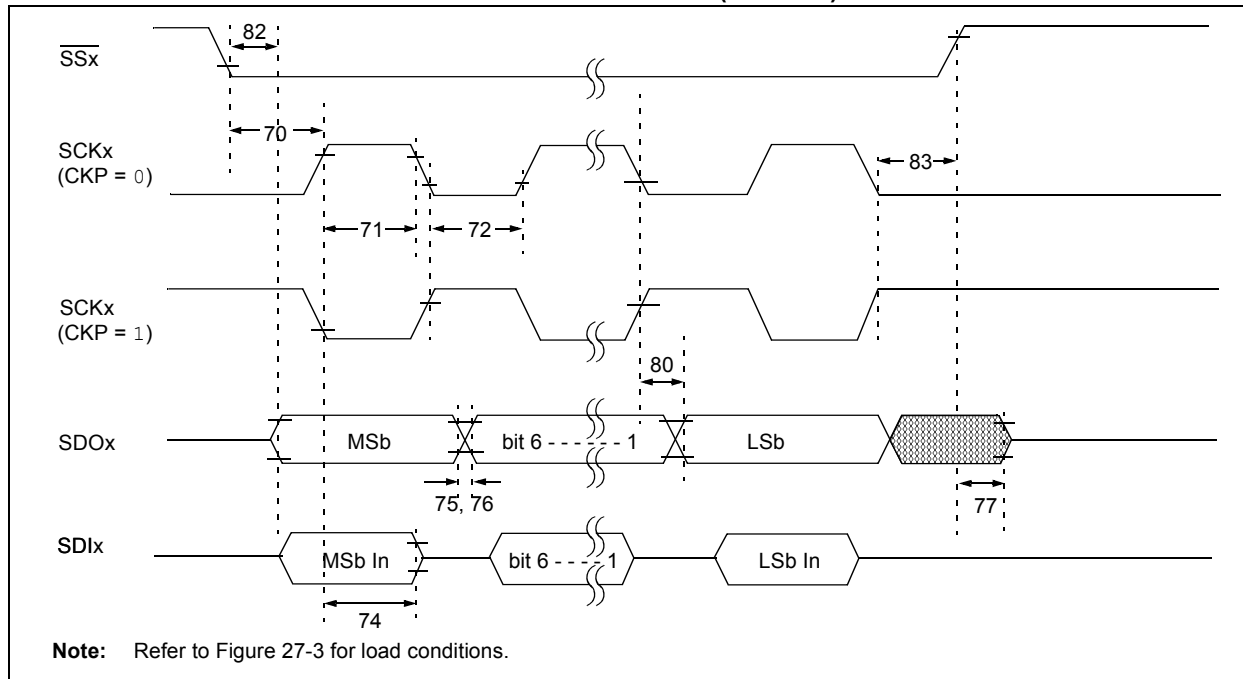 82
SSx
70
SCKx
(CKP = 0)
83
71
72
SCKx
(CKP = 1)
80
SDOx
MSb
bit 6 - - - - - - 1
LSb
75, 76
77
SDIx
MSb In
bit 6 - - - - 1
LSb In
74
Note: Refer to Figure 27-3 for load conditions.